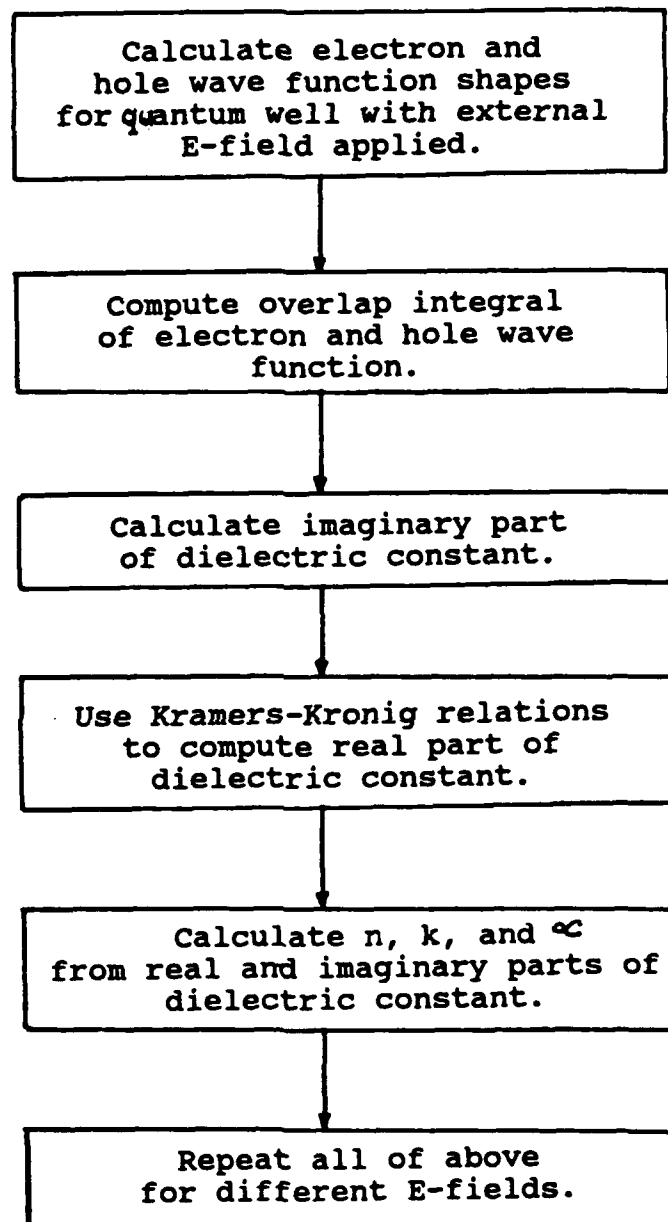 Calculate electron and
hole wave function shapes
for quantum well with external
E-field applied.
Compute overlap integral
of electron and hole wave
function.
Calculate imaginary part
of dielectric constant.
Use Kramers-Kronig relations
to compute real part of
dielectric constant.
Calculate n, k, and ∝
from real and imaginary parts of
dielectric constant.
Repeat all of above
for different E-fields.